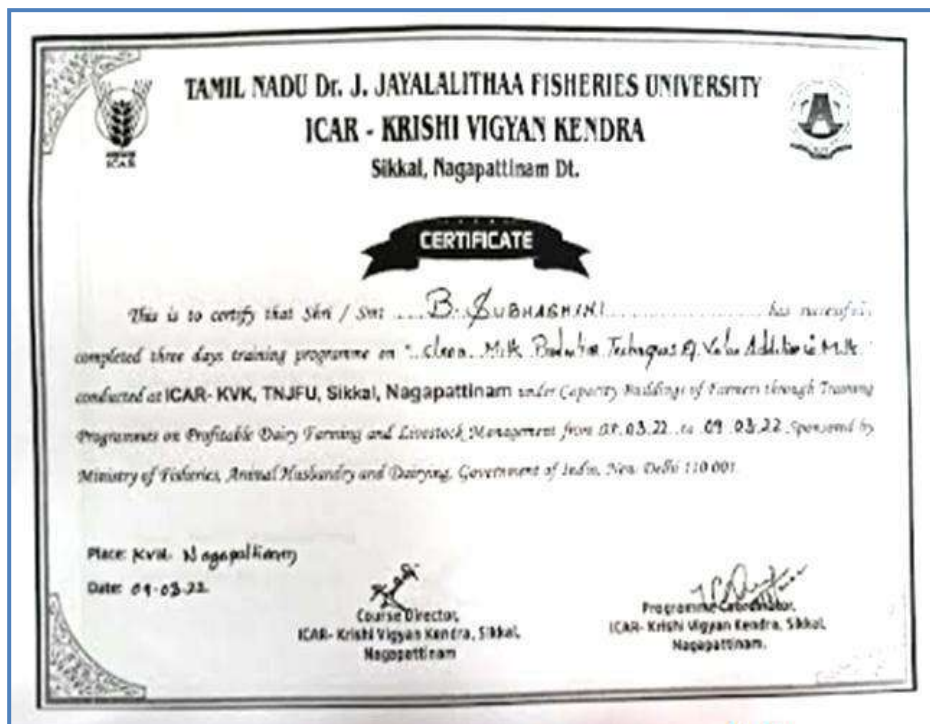 TAMIL NADU Dr. J. JAYALALITHAA FISHERIES UNIVERSITY
ICAR - KRISHI VIGYAN KENDRA
Sikkal, Nagapattinam Dt.
ICAR
CERTIFICATE
This is to certify that Shri / Smt .... B. SUBHASHINI ............ has
completed three days training programme on "Clean Milk Production Techniques & Value Addition in Milk
conducted at ICAR- KVK, TNJFU, Sikkal, Nagapattinam under Capacity Buildings of Farmers through Training
Programmes on Profitable Dairy Farming and Livestock Management from .03.22 to 09.03.22 Sponsored by
Ministry of Fisheries, Animal Husbandry and Dairying, Government of India, New Delhi 110 001.
Place: KVK. Nagapattinam
Date: 09-03-22
Course Director,
ICAR- Krishi Vigyan Kendra, Sikkal,
Nagapattinam
Programme Coordinator,
ICAR- Krishi Vigyan Kendra, Sikkal,
Nagapattinam.